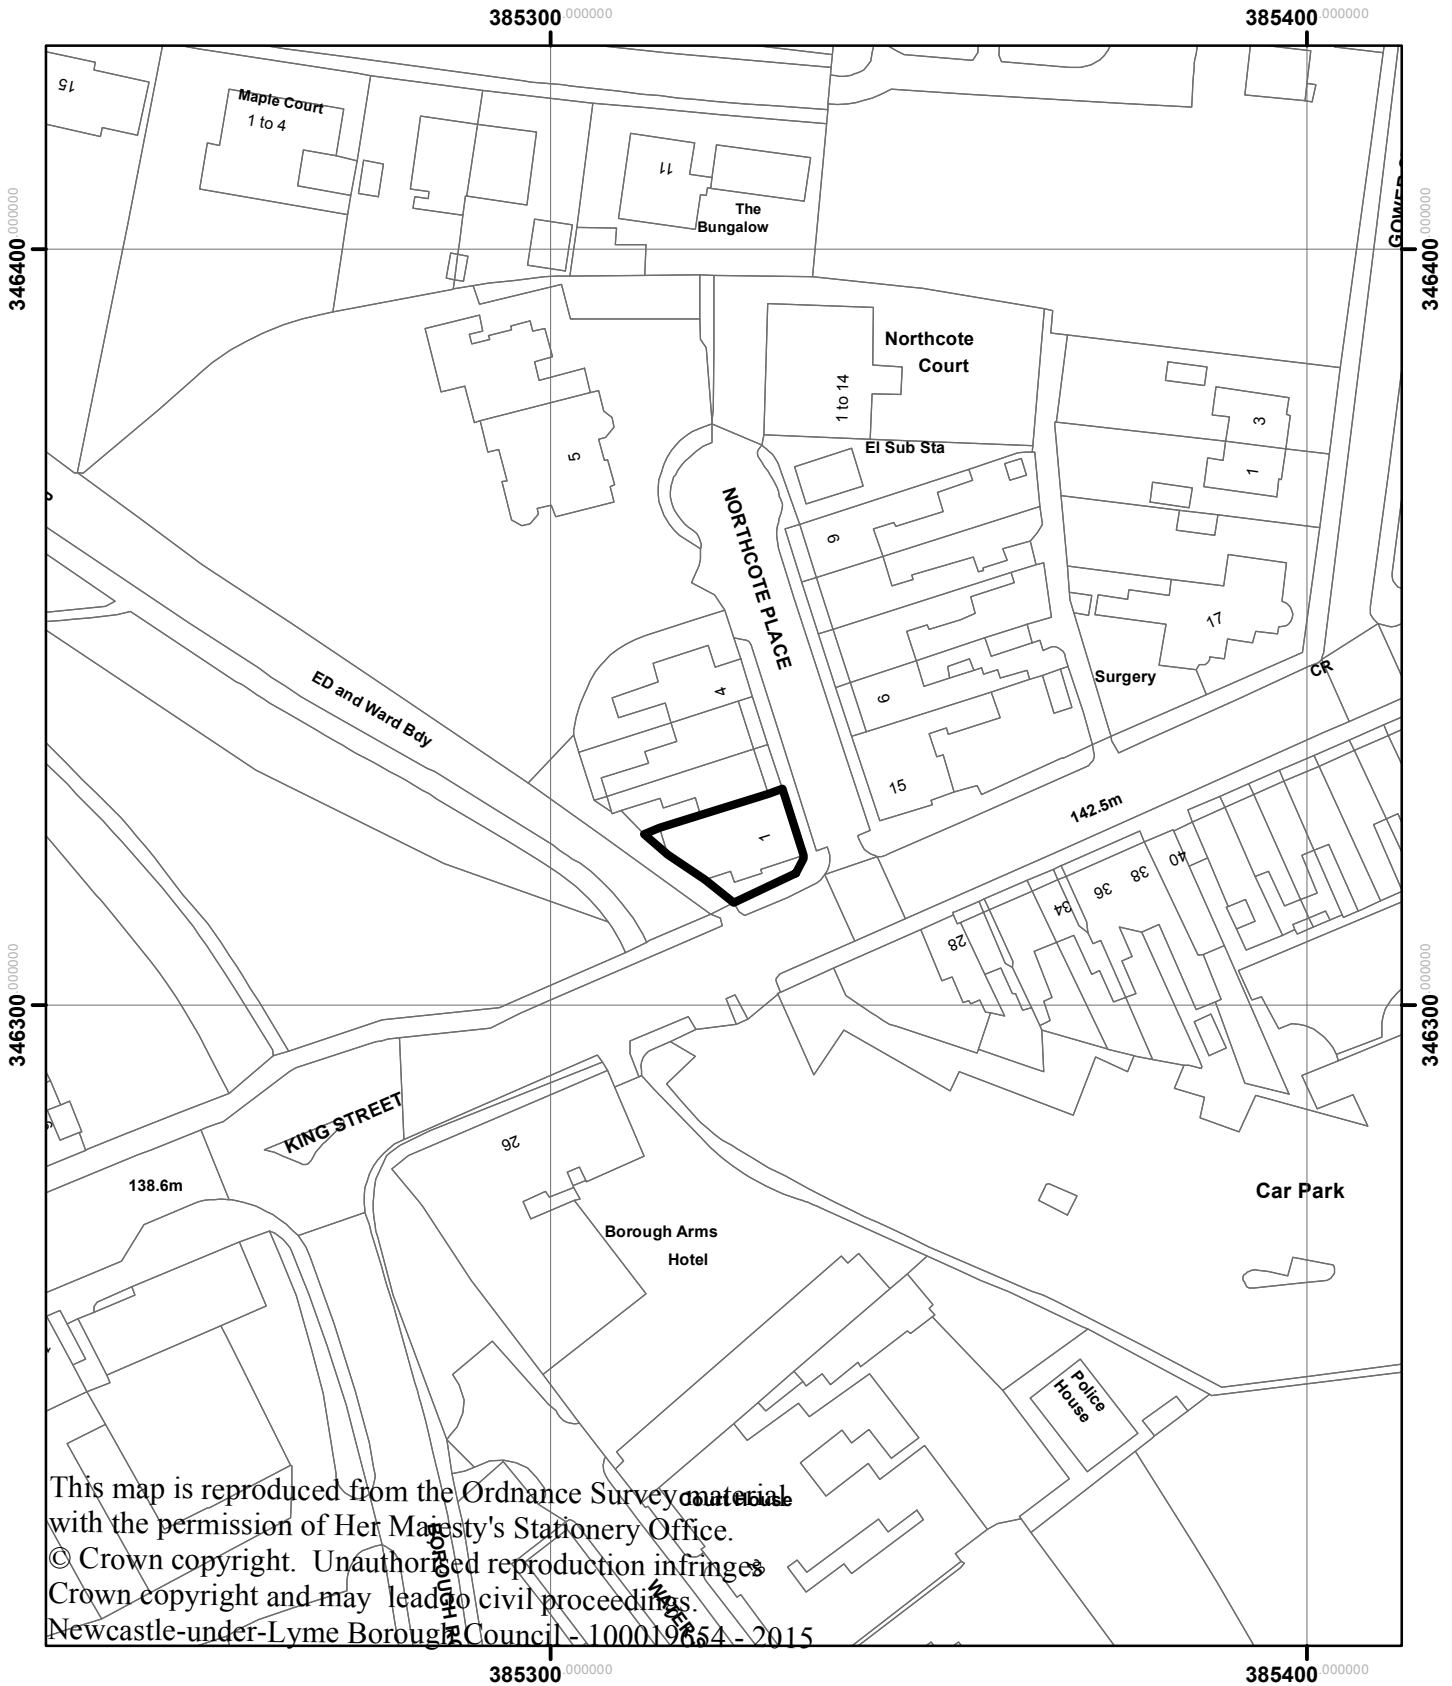 385300.000000
385400.000000
15
Maple Court
1 to 4
11
The
Bungalow
346400.000000
346400.000000
Northcote
Court
1 to 14
El Sub Sta
3
1
5
NORTHCOTE PLACE
9
17
ED and Ward Bdy
4
6
Surgery
CR
15
142.5m
1
40
38
36
34
28
346300.000000
346300.000000
KING STREET
26
138.6m
Car Park
Borough Arms
Hotel
Police
House
Court House
This map is reproduced from the Ordnance Survey material
with the permission of Her Majesty's Stationery Office.
© Crown copyright. Unauthorised reproduction infringes
Crown copyright and may lead to civil proceedings.
Newcastle-under-Lyme Borough Council - 100019654 - 2015
385300.000000
385400.000000